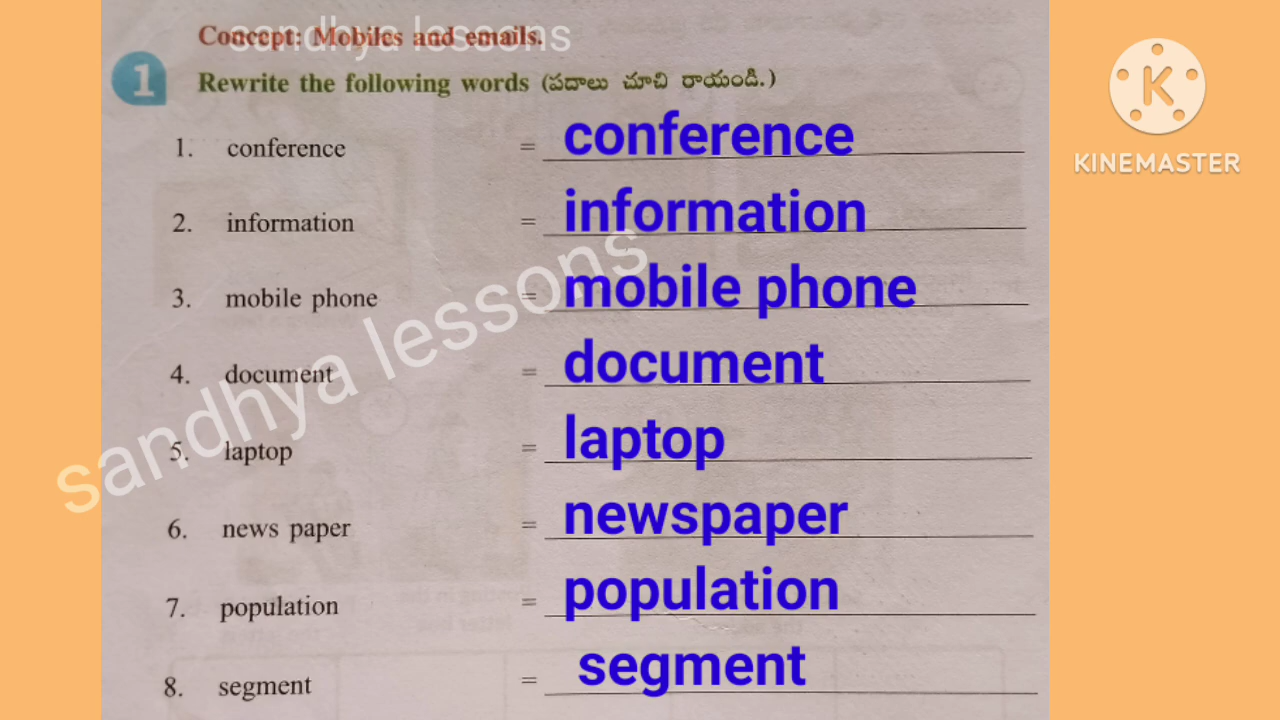 Concept: Mobiles and emails.
sandhya lessons
1 Rewrite the following words (పదాలు చూచి రాయండి.)
1. conference = conference
2. information = information
3. mobile phone = mobile phone
4. document = document
5. laptop = laptop
6. news paper = newspaper
7. population = population
8. segment = segment
sandhya lessons
K
KINEMASTER